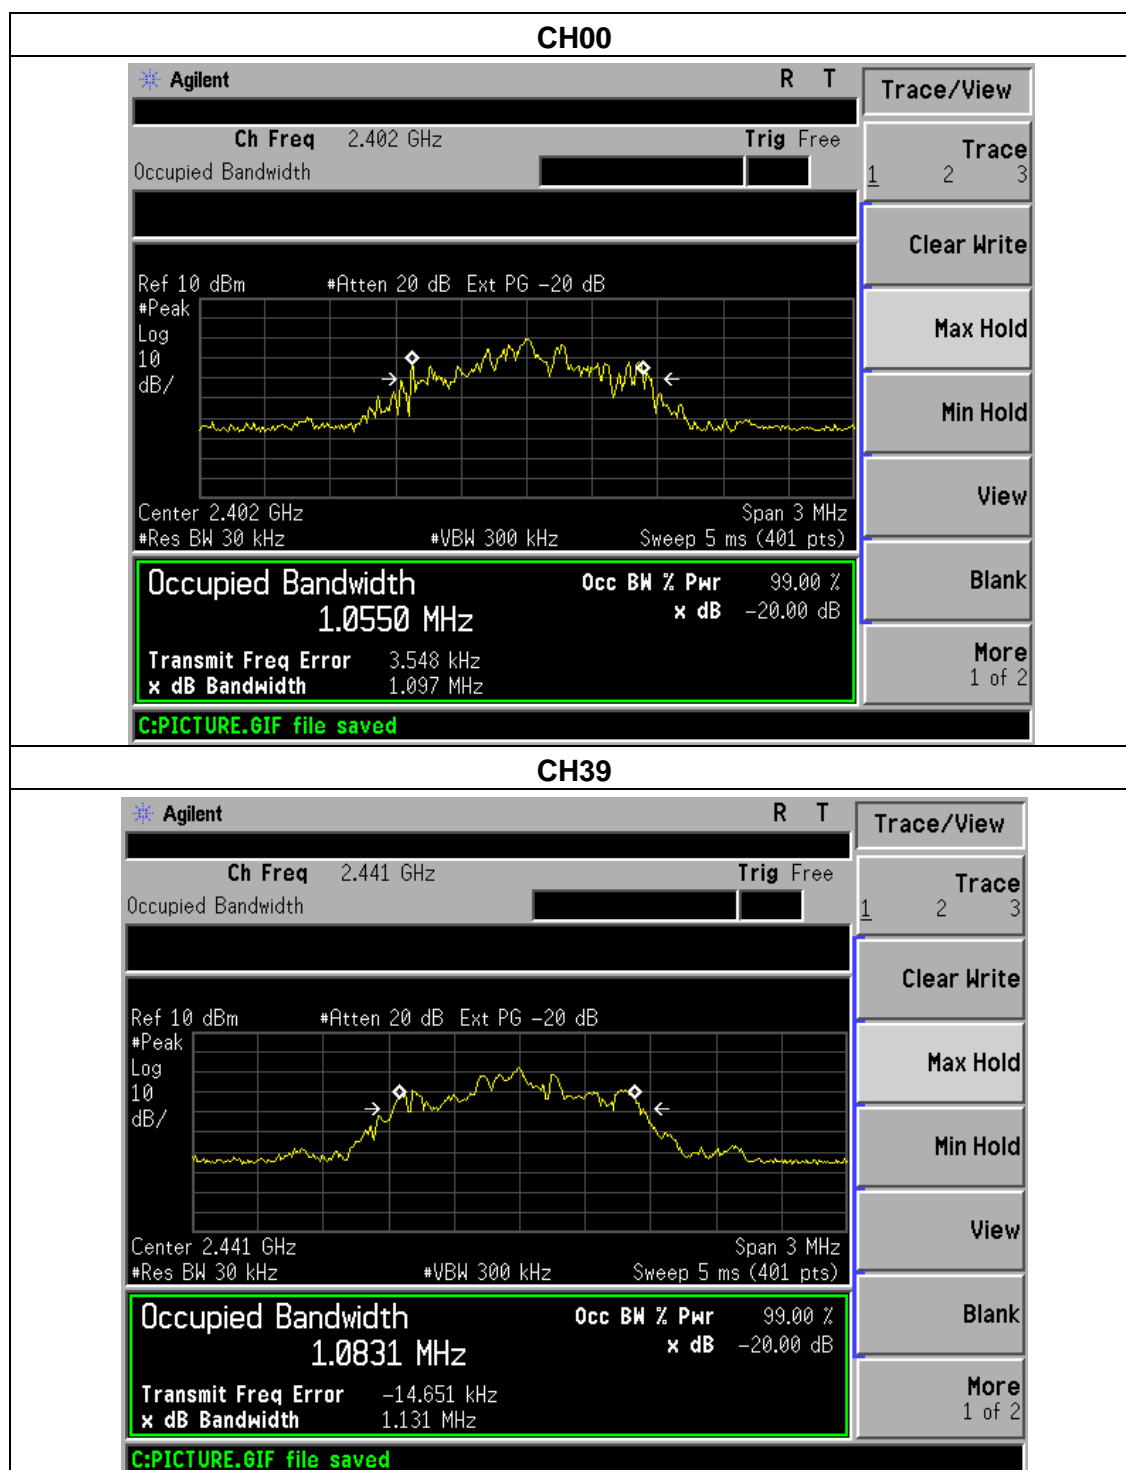 CH00
Agilent R T
Trace/View
Ch Freq 2.402 GHz Trig Free
Occupied Bandwidth
Trace
1 2 3
Clear Write
Max Hold
Min Hold
View
Blank
More
1 of 2
Ref 10 dBm #Atten 20 dB Ext PG -20 dB
#Peak
Log
10
dB/
Center 2.402 GHz Span 3 MHz
#Res BW 30 kHz #VBW 300 kHz Sweep 5 ms (401 pts)
Occupied Bandwidth Occ BW % Pwr 99.00 %
1.0550 MHz x dB -20.00 dB
Transmit Freq Error 3.548 kHz
x dB Bandwidth 1.097 MHz
C:PICTURE.GIF file saved
CH39
Agilent R T
Trace/View
Ch Freq 2.441 GHz Trig Free
Occupied Bandwidth
Trace
1 2 3
Clear Write
Max Hold
Min Hold
View
Blank
More
1 of 2
Ref 10 dBm #Atten 20 dB Ext PG -20 dB
#Peak
Log
10
dB/
Center 2.441 GHz Span 3 MHz
#Res BW 30 kHz #VBW 300 kHz Sweep 5 ms (401 pts)
Occupied Bandwidth Occ BW % Pwr 99.00 %
1.0831 MHz x dB -20.00 dB
Transmit Freq Error -14.651 kHz
x dB Bandwidth 1.131 MHz
C:PICTURE.GIF file saved